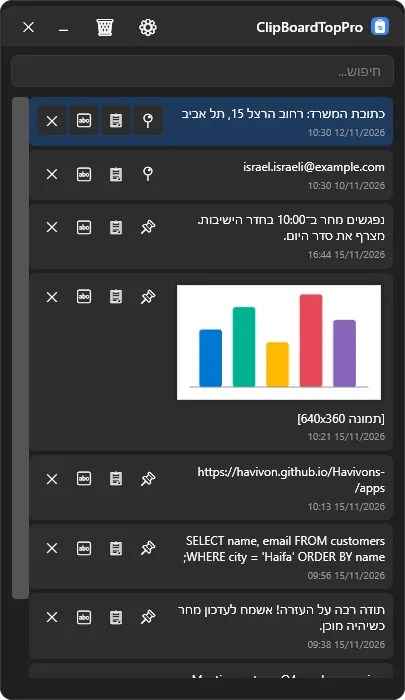 ClipBoardTopPro
חיפוש...
כתובת המשרד: רחוב הרצל 15, תל אביב
12/11/2026 10:30
israel.israeli@example.com
10/11/2026 10:30
נפגשים מחר ב־10:00 בחדר הישיבות.
מצרף את סדר היום.
15/11/2026 16:44
[תמונה 640x360]
15/11/2026 10:21
https://havivon.github.io/Havivons-
apps/
15/11/2026 10:13
SELECT name, email FROM customers
WHERE city = 'Haifa' ORDER BY name;
15/11/2026 09:56
תודה רבה על העזרה! אשמח לעדכון מחר
כשיהיה מוכן.
15/11/2026 09:38